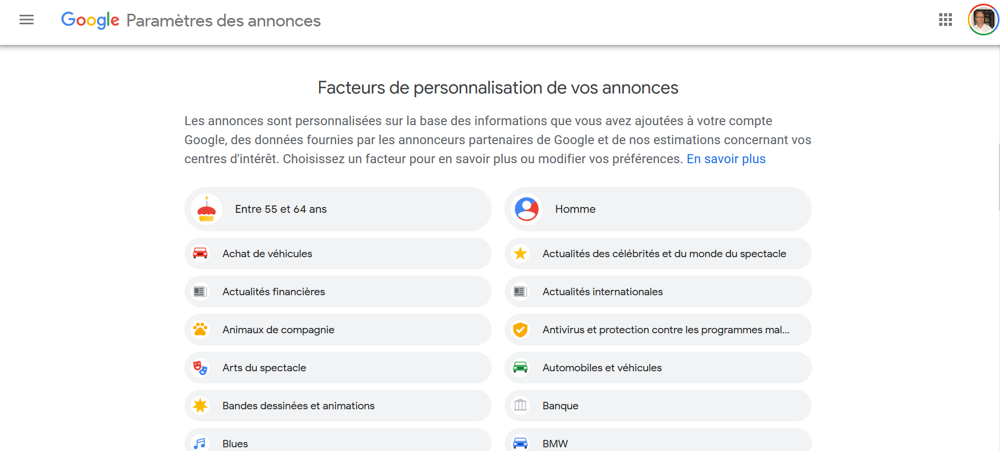 Google Paramètres des annonces
Facteurs de personnalisation de vos annonces
Les annonces sont personnalisées sur la base des informations que vous avez ajoutées à votre compte
Google, des données fournies par les annonceurs partenaires de Google et de nos estimations concernant vos
centres d'intérêt. Choisissez un facteur pour en savoir plus ou modifier vos préférences. En savoir plus
Entre 55 et 64 ans
Homme
Achat de véhicules
Actualités des célébrités et du monde du spectacle
Actualités financières
Actualités internationales
Animaux de compagnie
Antivirus et protection contre les programmes mal...
Arts du spectacle
Automobiles et véhicules
Bandes dessinées et animations
Banque
Blues
BMW